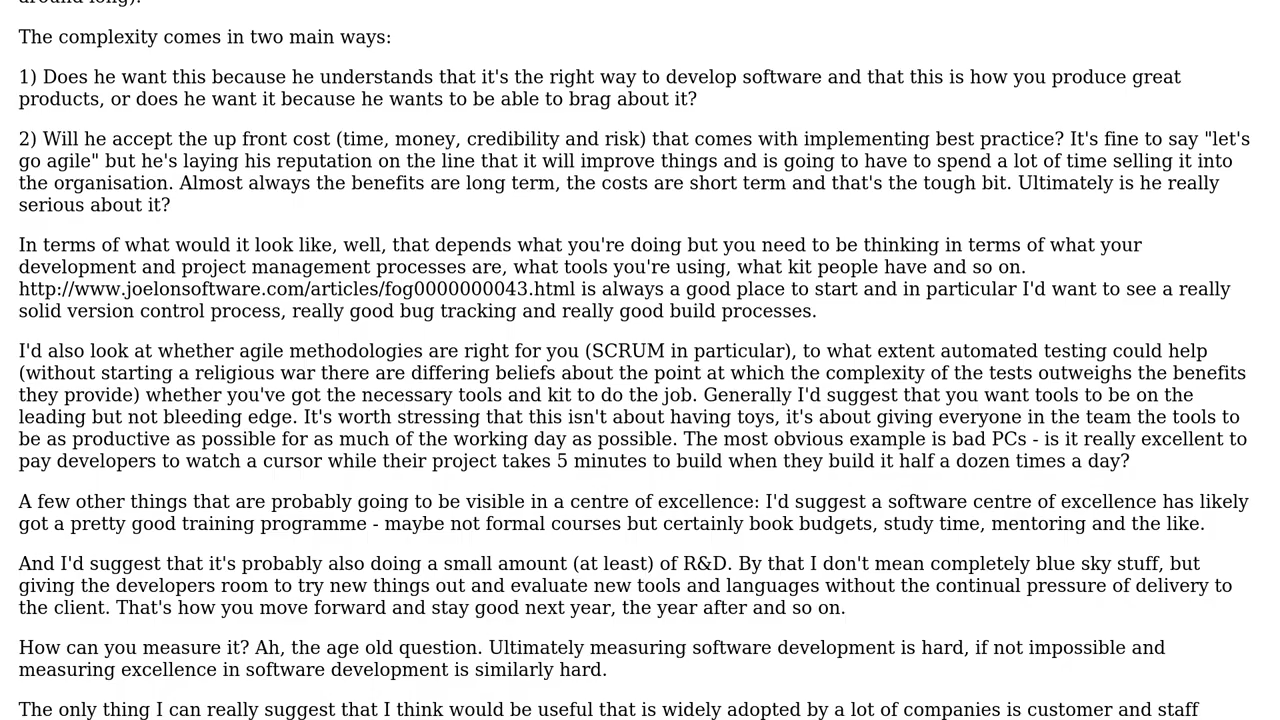 around long).
The complexity comes in two main ways:
1) Does he want this because he understands that it's the right way to develop software and that this is how you produce great
products, or does he want it because he wants to be able to brag about it?
2) Will he accept the up front cost (time, money, credibility and risk) that comes with implementing best practice? It's fine to say "let's
go agile" but he's laying his reputation on the line that it will improve things and is going to have to spend a lot of time selling it into
the organisation. Almost always the benefits are long term, the costs are short term and that's the tough bit. Ultimately is he really
serious about it?
In terms of what would it look like, well, that depends what you're doing but you need to be thinking in terms of what your
development and project management processes are, what tools you're using, what kit people have and so on.
http://www.joelonsoftware.com/articles/fog0000000043.html is always a good place to start and in particular I'd want to see a really
solid version control process, really good bug tracking and really good build processes.
I'd also look at whether agile methodologies are right for you (SCRUM in particular), to what extent automated testing could help
(without starting a religious war there are differing beliefs about the point at which the complexity of the tests outweighs the benefits
they provide) whether you've got the necessary tools and kit to do the job. Generally I'd suggest that you want tools to be on the
leading but not bleeding edge. It's worth stressing that this isn't about having toys, it's about giving everyone in the team the tools to
be as productive as possible for as much of the working day as possible. The most obvious example is bad PCs - is it really excellent to
pay developers to watch a cursor while their project takes 5 minutes to build when they build it half a dozen times a day?
A few other things that are probably going to be visible in a centre of excellence: I'd suggest a software centre of excellence has likely
got a pretty good training programme - maybe not formal courses but certainly book budgets, study time, mentoring and the like.
And I'd suggest that it's probably also doing a small amount (at least) of R&D. By that I don't mean completely blue sky stuff, but
giving the developers room to try new things out and evaluate new tools and languages without the continual pressure of delivery to
the client. That's how you move forward and stay good next year, the year after and so on.
How can you measure it? Ah, the age old question. Ultimately measuring software development is hard, if not impossible and
measuring excellence in software development is similarly hard.
The only thing I can really suggest that I think would be useful that is widely adopted by a lot of companies is customer and staff